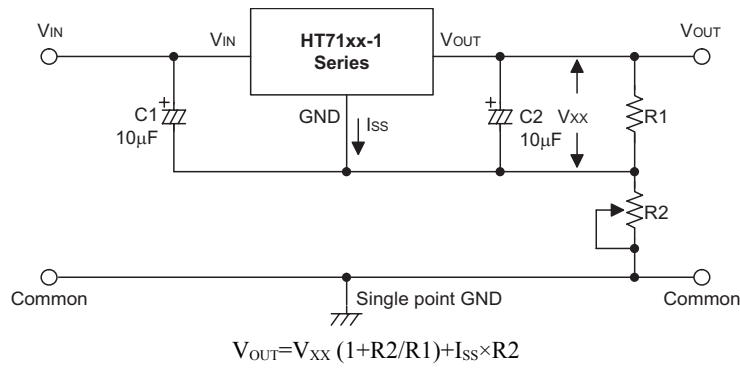 VIN VIN HT71xx-1 VOUT VOUT
Series
C1 + 10µF
GND ISS
+ C2 10µF
VXX R1
R2
Common Single point GND Common
VOUT=VXX (1+R2/R1)+ISS×R2